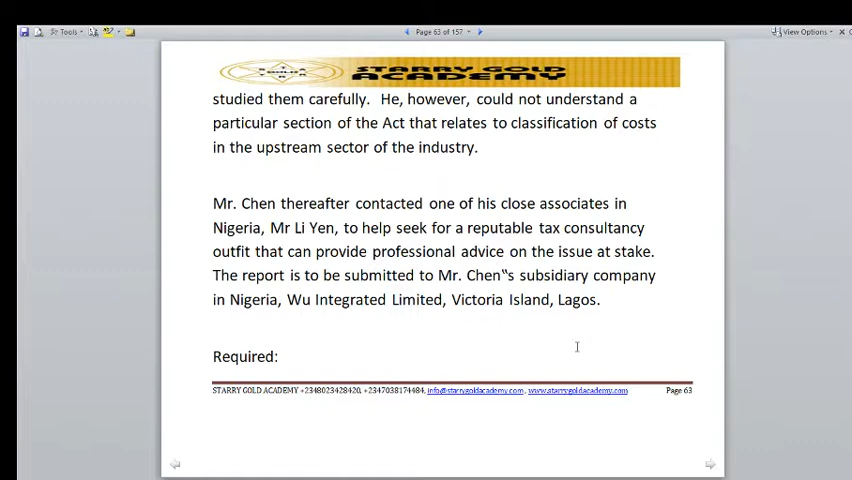 Tools
Page 63 of 157
View Options
STARRY GOLD
ACADEMY
studied them carefully. He, however, could not understand a
particular section of the Act that relates to classification of costs
in the upstream sector of the industry.
Mr. Chen thereafter contacted one of his close associates in
Nigeria, Mr Li Yen, to help seek for a reputable tax consultancy
outfit that can provide professional advice on the issue at stake.
The report is to be submitted to Mr. Chen‟s subsidiary company
in Nigeria, Wu Integrated Limited, Victoria Island, Lagos.
Required:
STARRY GOLD ACADEMY +2348023428420, +2347038174484, info@starrygoldacademy.com, www.starrygoldacademy.com Page 63